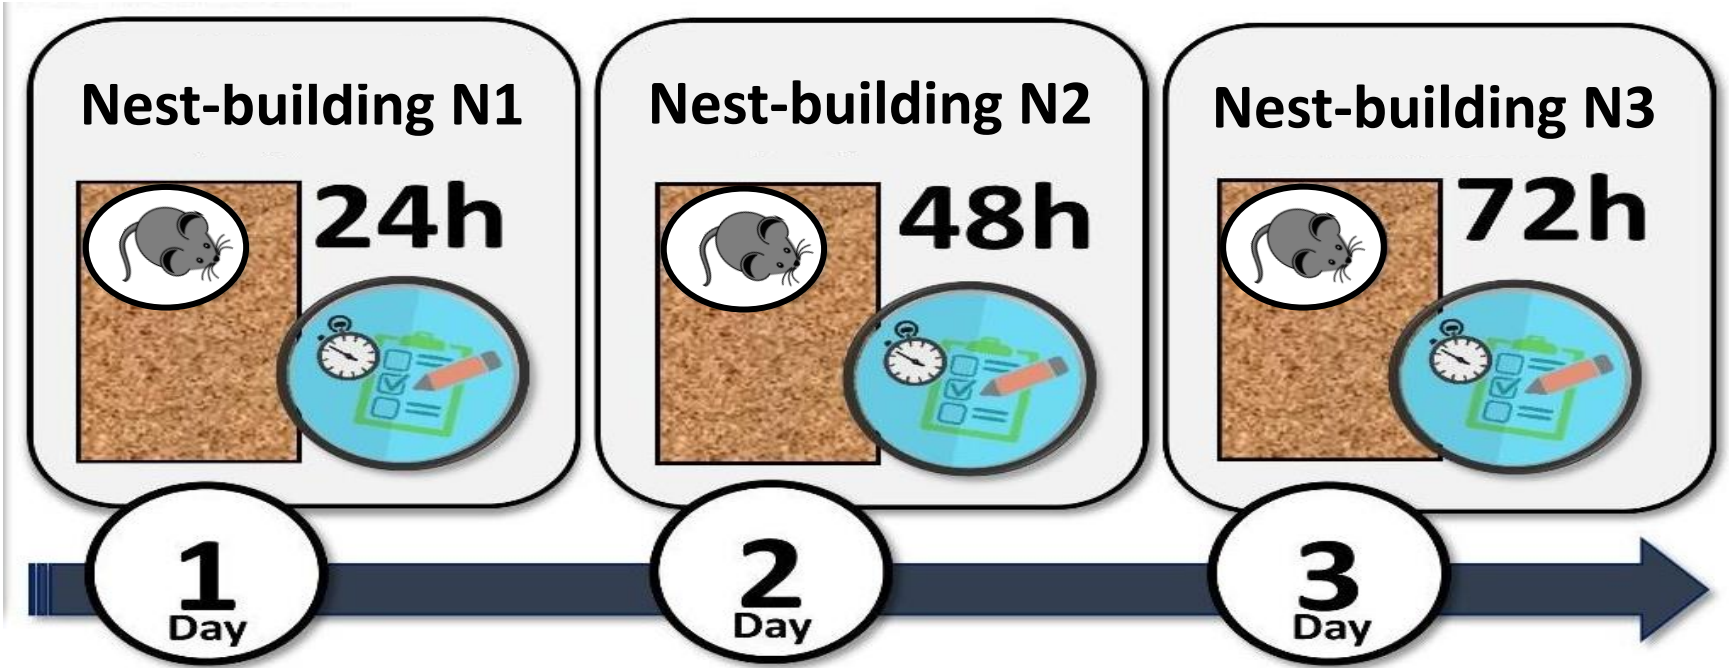 Nest-building N1
24h
Nest-building N2
48h
Nest-building N3
72h
1
Day
2
Day
3
Day